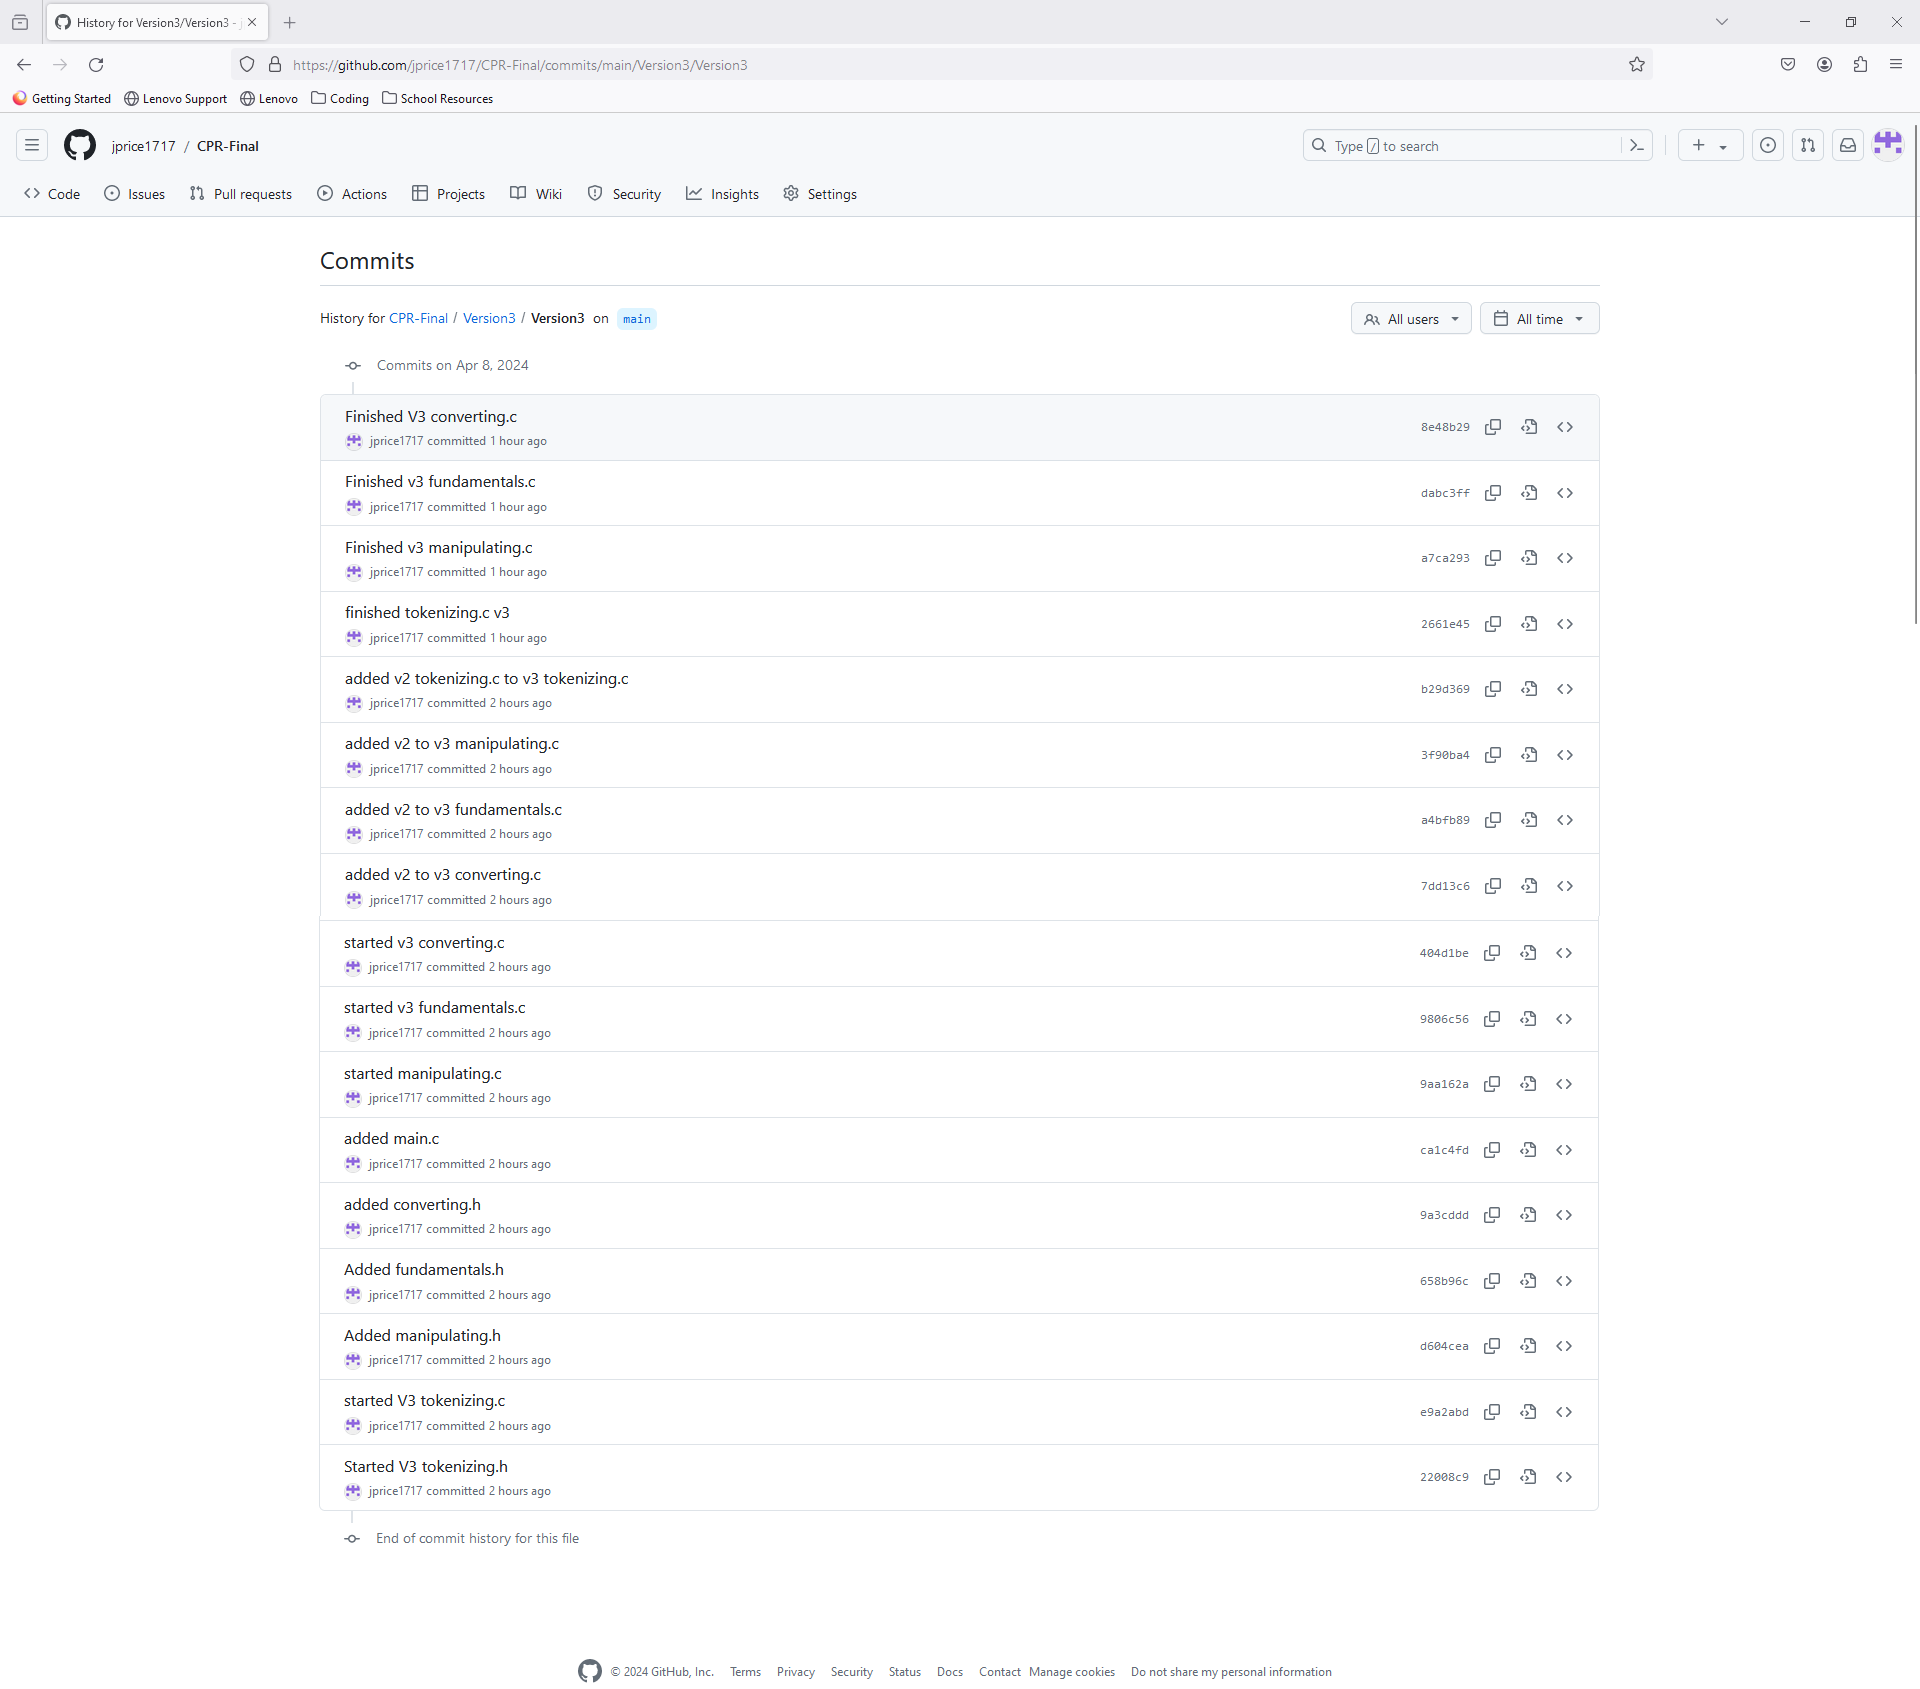 History for Version3/Version3 - j
https://github.com/jprice1717/CPR-Final/commits/main/Version3/Version3
Getting Started Lenovo Support Lenovo Coding School Resources
jprice1717 / CPR-Final
Type / to search
Code Issues Pull requests Actions Projects Wiki Security Insights Settings
Commits
History for CPR-Final / Version3 / Version3 on main
All users All time
Commits on Apr 8, 2024
Finished V3 converting.c
jprice1717 committed 1 hour ago
8e48b29
Finished v3 fundamentals.c
jprice1717 committed 1 hour ago
dabc3ff
Finished v3 manipulating.c
jprice1717 committed 1 hour ago
a7ca293
finished tokenizing.c v3
jprice1717 committed 1 hour ago
2661e45
added v2 tokenizing.c to v3 tokenizing.c
jprice1717 committed 2 hours ago
b29d369
added v2 to v3 manipulating.c
jprice1717 committed 2 hours ago
3f90ba4
added v2 to v3 fundamentals.c
jprice1717 committed 2 hours ago
a4bfb89
added v2 to v3 converting.c
jprice1717 committed 2 hours ago
7dd13c6
started v3 converting.c
jprice1717 committed 2 hours ago
404d1be
started v3 fundamentals.c
jprice1717 committed 2 hours ago
9806c56
started manipulating.c
jprice1717 committed 2 hours ago
9aa162a
added main.c
jprice1717 committed 2 hours ago
ca1c4fd
added converting.h
jprice1717 committed 2 hours ago
9a3cddd
Added fundamentals.h
jprice1717 committed 2 hours ago
658b96c
Added manipulating.h
jprice1717 committed 2 hours ago
d604cea
started V3 tokenizing.c
jprice1717 committed 2 hours ago
e9a2abd
Started V3 tokenizing.h
jprice1717 committed 2 hours ago
22008c9
End of commit history for this file
© 2024 GitHub, Inc. Terms Privacy Security Status Docs Contact Manage cookies Do not share my personal information